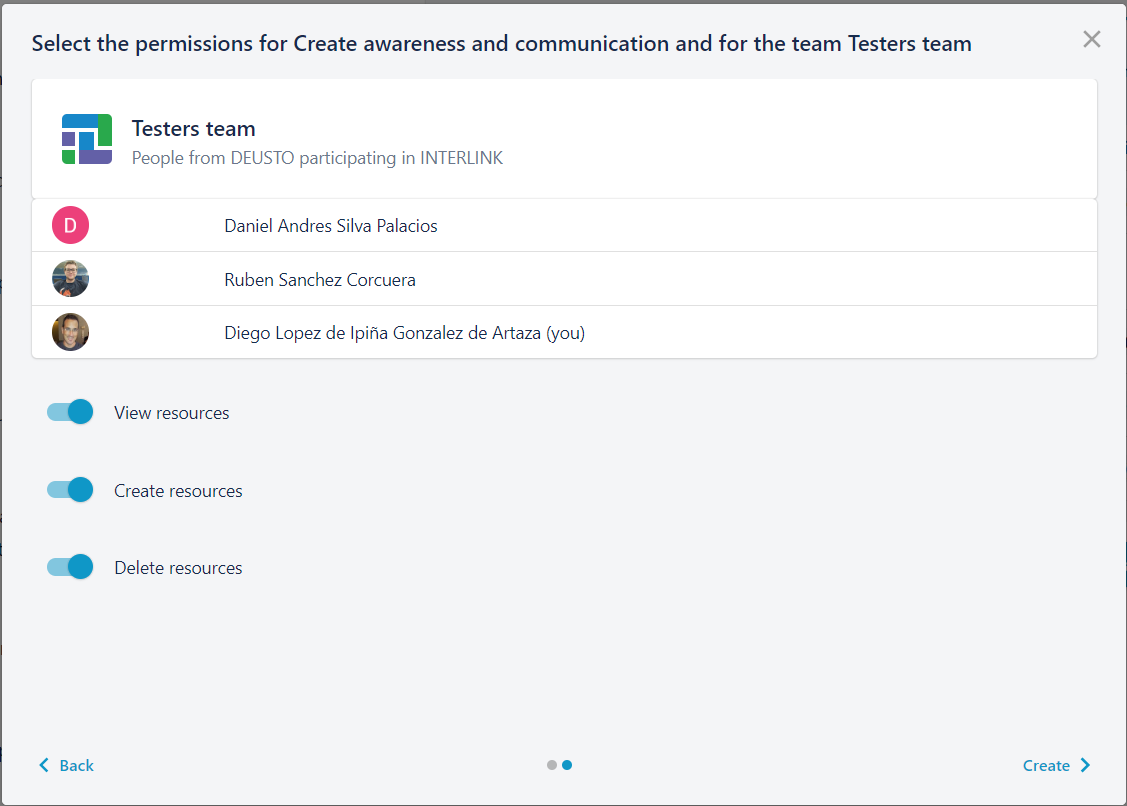 Select the permissions for Create awareness and communication and for the team Testers team
Testers team
People from DEUSTO participating in INTERLINK
D
Daniel Andres Silva Palacios
Ruben Sanchez Corcuera
Diego Lopez de Ipiña Gonzalez de Artaza (you)
View resources
Create resources
Delete resources
Back
Create